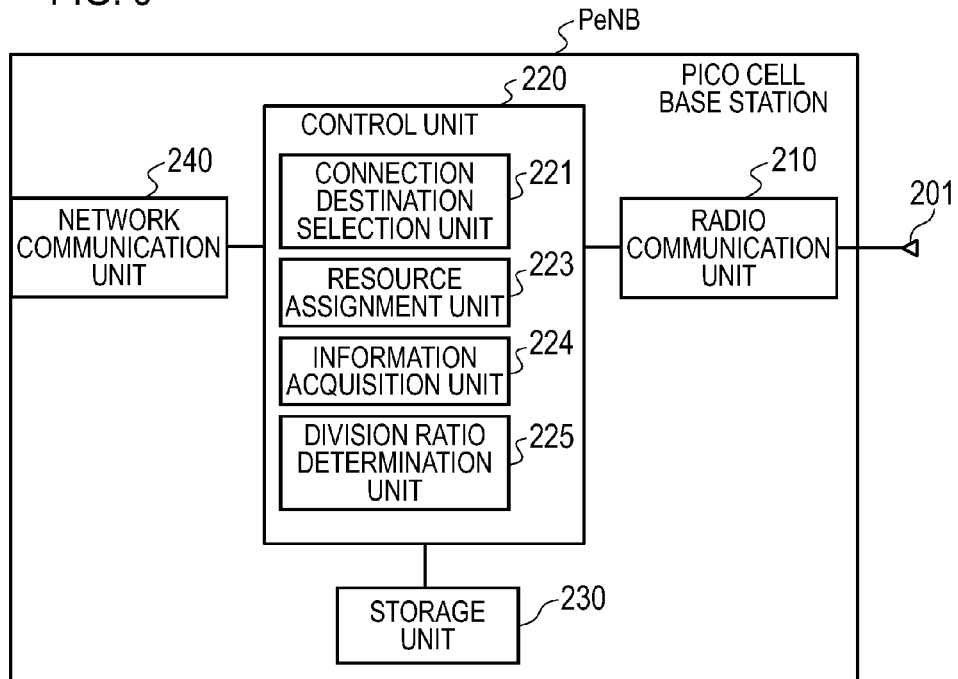 PeNB
PICO CELL
BASE STATION
220
CONTROL UNIT
240
NETWORK
COMMUNICATION
UNIT
CONNECTION
DESTINATION
SELECTION UNIT
221
210
RADIO
COMMUNICATION
UNIT
201
RESOURCE
ASSIGNMENT UNIT
223
INFORMATION
ACQUISITION UNIT
224
DIVISION RATIO
DETERMINATION
UNIT
225
STORAGE
UNIT
230